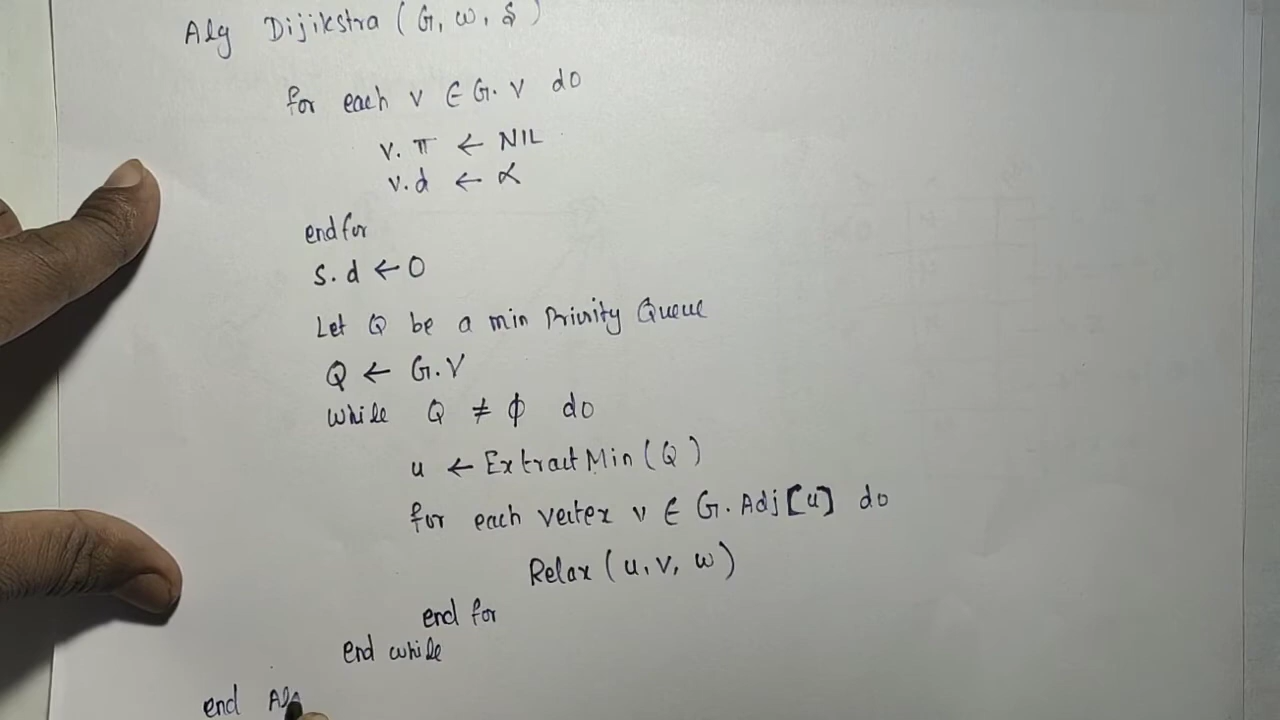 Alg Dijikstra (G, w, s)
for each v ∈ G.V do
v.π ← NIL
v.d ← α
endfor
s.d ← 0
Let Q be a min Priority Queue
Q ← G.V
while Q ≠ ϕ do
u ← ExtractMin(Q)
for each vertex v ∈ G.Adj[u] do
Relax (u, v, w)
end for
end while
end Alg